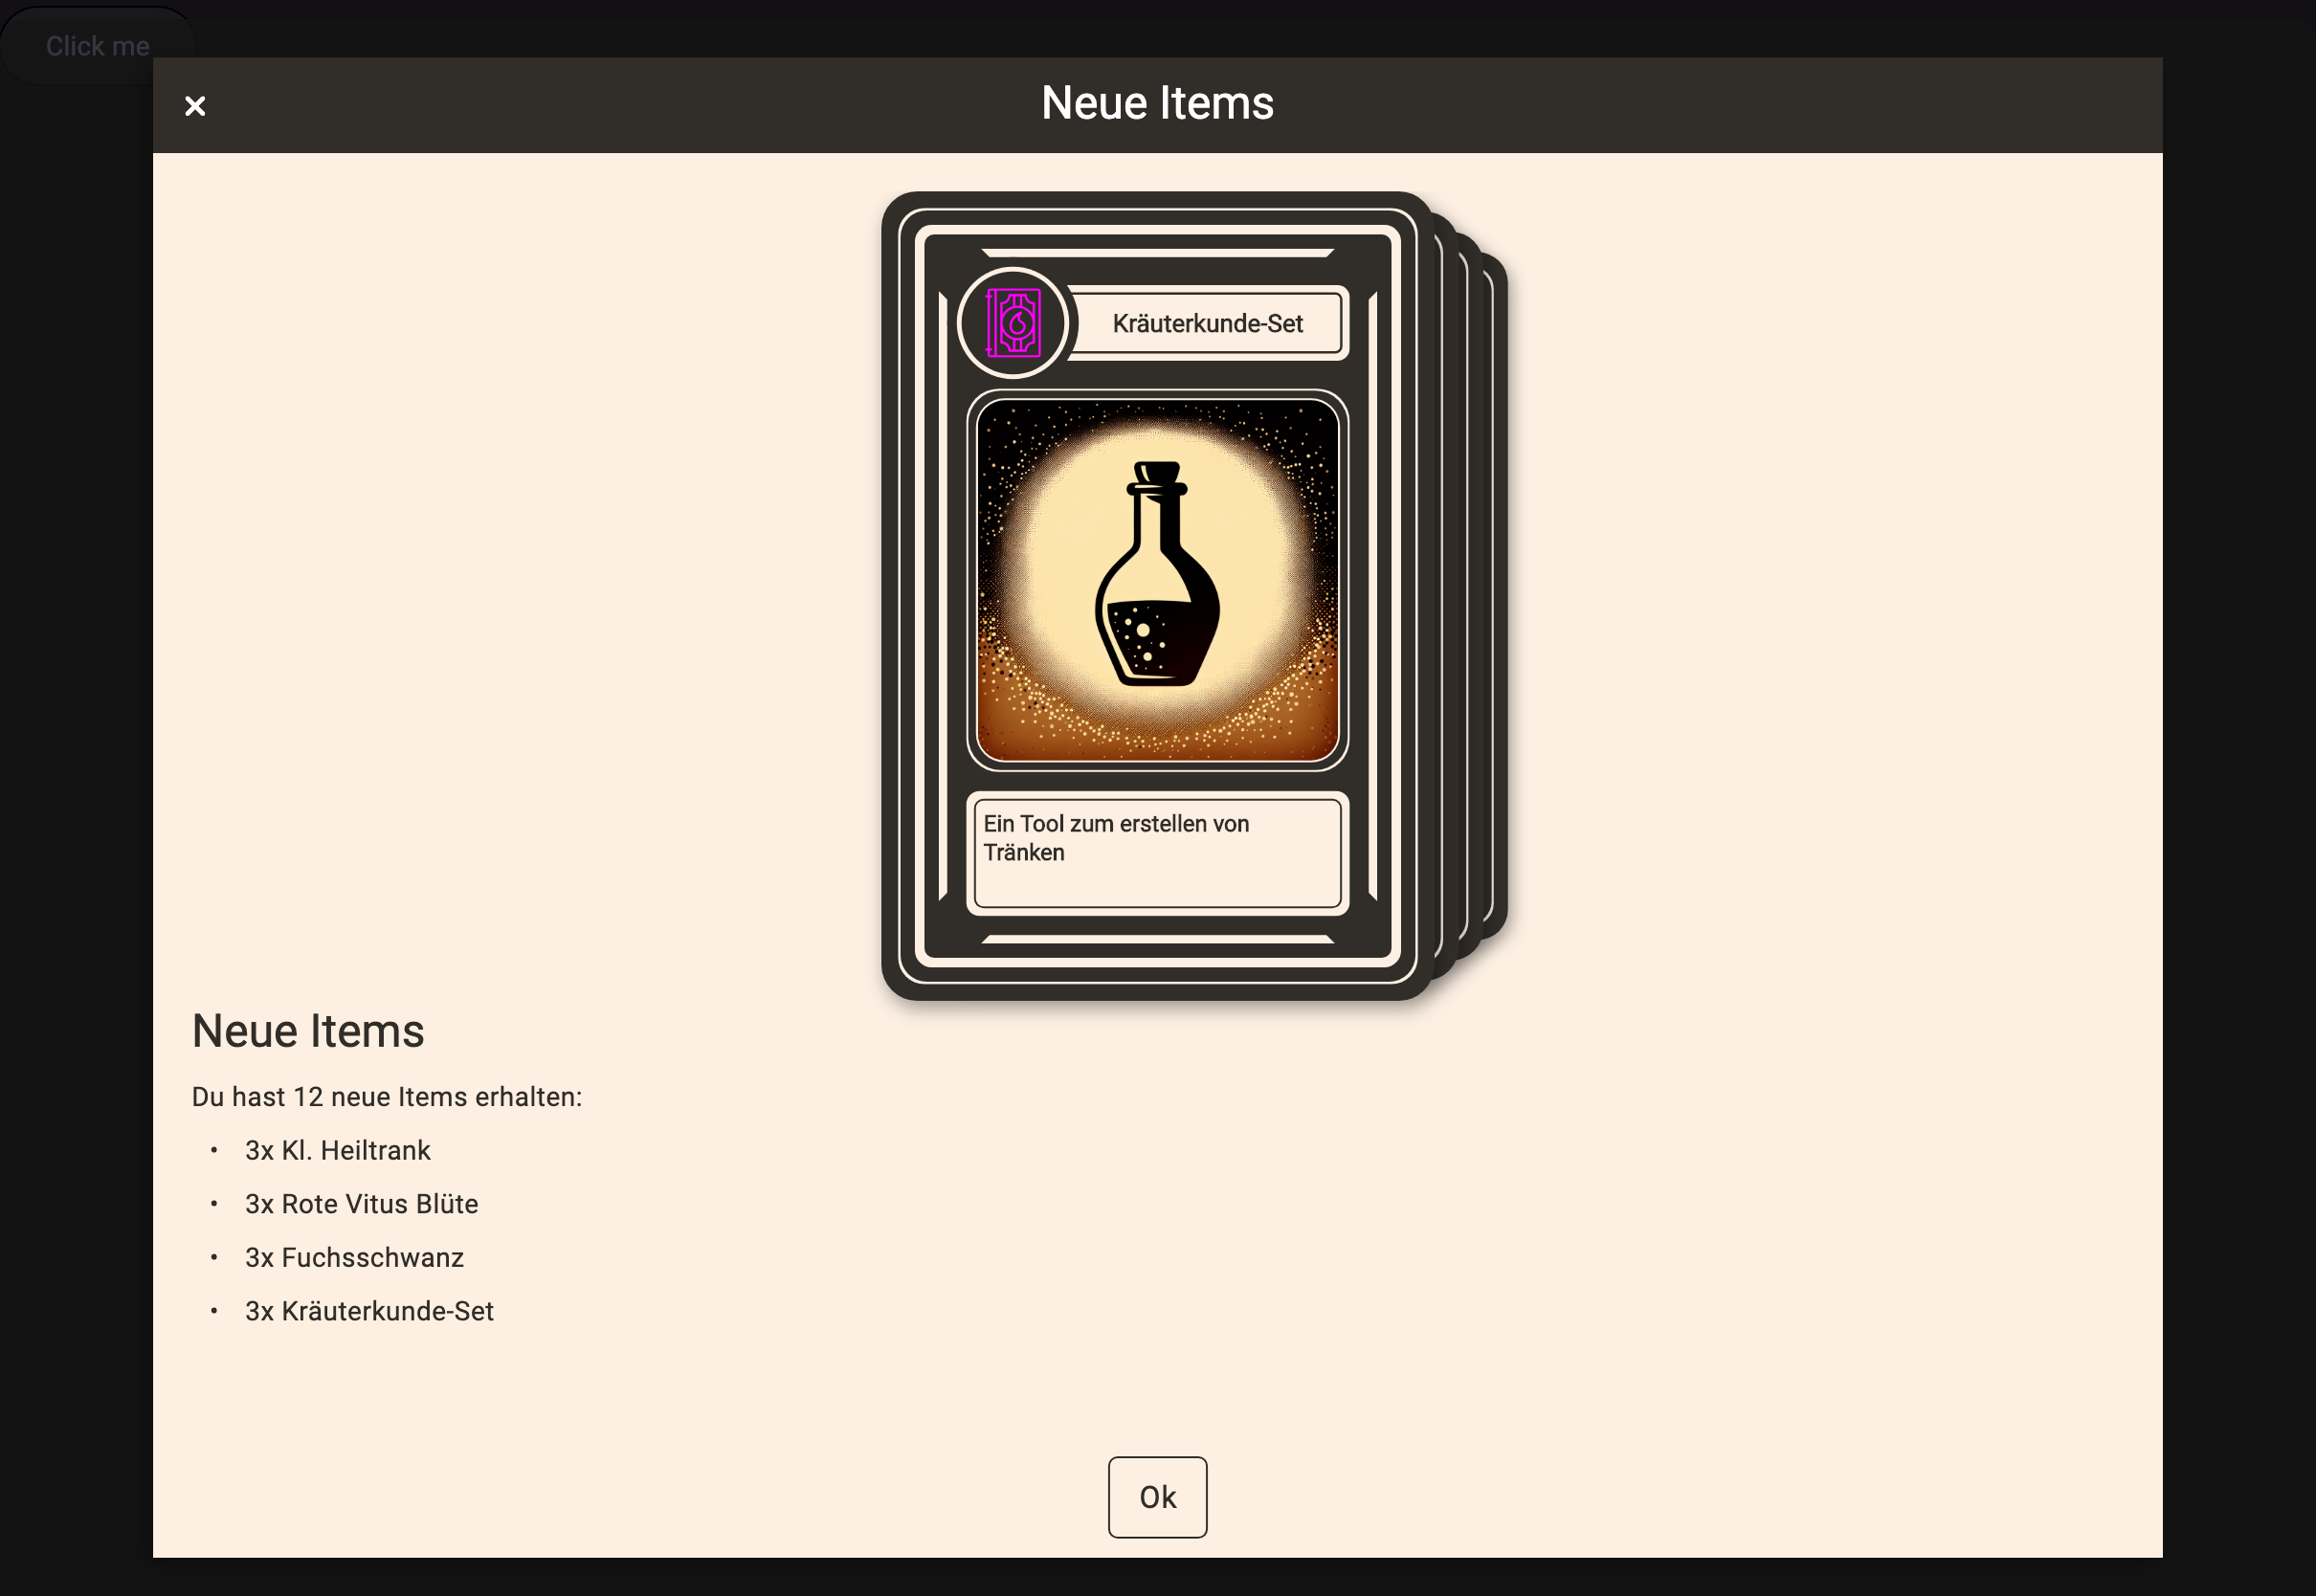 Click me
Neue Items
Kräuterkunde-Set
Ein Tool zum erstellen von
Tränken
Neue Items
Du hast 12 neue Items erhalten:
• 3x Kl. Heiltrank
• 3x Rote Vitus Blüte
• 3x Fuchsschwanz
• 3x Kräuterkunde-Set
Ok